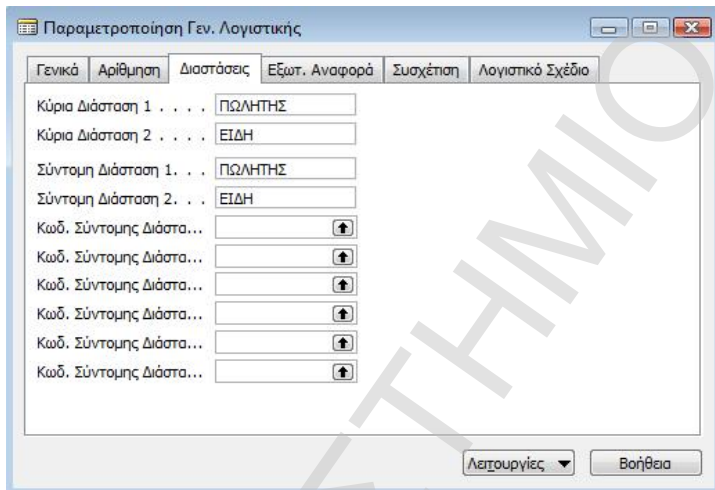 Παραμετροποίηση Γεν. Λογιστικής
Γενικά Αρίθμηση Διαστάσεις Εξωτ. Αναφορά Συσχέτιση Λογιστικό Σχέδιο
Κύρια Διάσταση 1 . . . . ΠΩΛΗΤΗΣ
Κύρια Διάσταση 2 . . . . ΕΙΔΗ
Σύντομη Διάσταση 1. . . ΠΩΛΗΤΗΣ
Σύντομη Διάσταση 2. . . ΕΙΔΗ
Κωδ. Σύντομης Διάστα...
Κωδ. Σύντομης Διάστα...
Κωδ. Σύντομης Διάστα...
Κωδ. Σύντομης Διάστα...
Κωδ. Σύντομης Διάστα...
Κωδ. Σύντομης Διάστα...
Λειτουργίες Βοήθεια